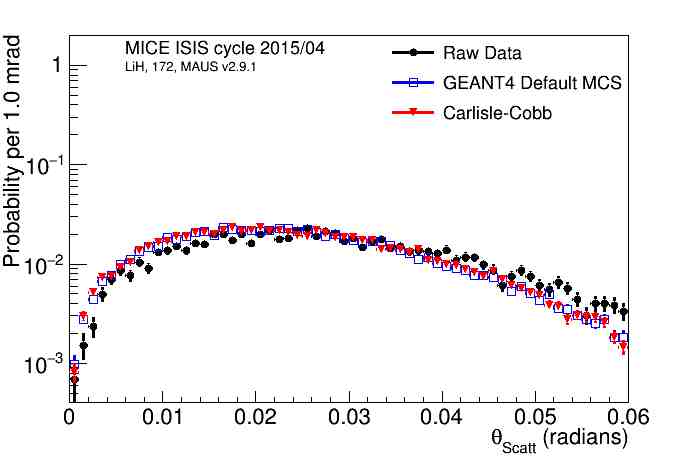 MICE ISIS cycle 2015/04
LiH, 172, MAUS v2.9.1
Raw Data
GEANT4 Default MCS
Carlisle-Cobb
Probability per 1.0 mrad
1
10⁻¹
10⁻²
10⁻³
0 0.01 0.02 0.03 0.04 0.05 0.06
θ_Scatt (radians)